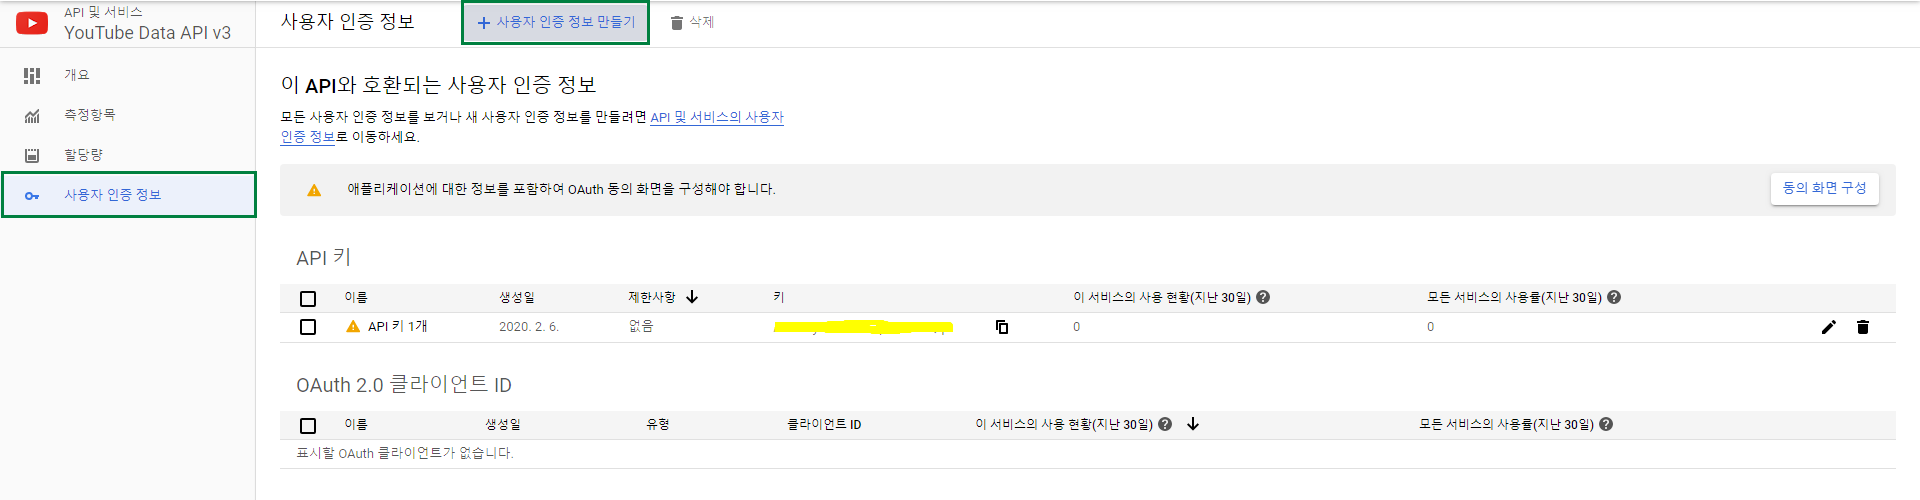 API 및 서비스
YouTube Data API v3
사용자 인증 정보
+ 사용자 인증 정보 만들기
삭제
개요
측정항목
할당량
사용자 인증 정보
이 API와 호환되는 사용자 인증 정보
모든 사용자 인증 정보를 보거나 새 사용자 인증 정보를 만들려면 API 및 서비스의 사용자
인증 정보로 이동하세요.
애플리케이션에 대한 정보를 포함하여 OAuth 동의 화면을 구성해야 합니다.
동의 화면 구성
API 키
이름 생성일 제한사항 키 이 서비스의 사용 현황(지난 30일) 모든 서비스의 사용률(지난 30일)
API 키 1개 2020. 2. 6. 없음 0 0
OAuth 2.0 클라이언트 ID
이름 생성일 유형 클라이언트 ID 이 서비스의 사용 현황(지난 30일) 모든 서비스의 사용률(지난 30일)
표시할 OAuth 클라이언트가 없습니다.